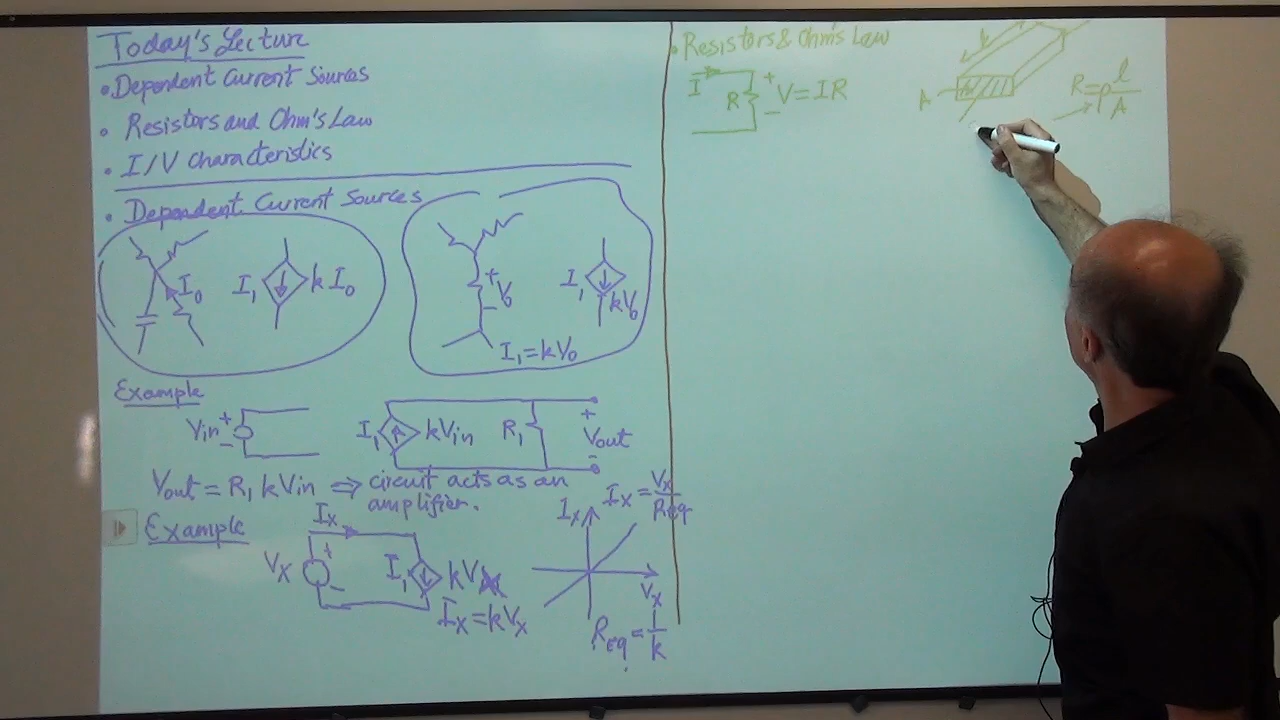 Today's Lecture
• Dependent Current Sources
• Resistors and Ohm's Law
• I/V Characteristics
• Dependent Current Sources
I₀
I₁
k I₀
+
V₀
-
I₁
kV₀
I₁ = kV₀
Example
Vin
+
-
I₁
kVin
R₁
+
Vout
-
Vout = R₁ kVin ⇒ circuit acts as an
amplifier.
Example
Ix
Vx
+
-
I₁
kV
Ix = kVx
Ix
Ix = Vx/Req
Vx
Req = 1/k
• Resistors & Ohm's Law
I
R
+
-
V = IR
A
R = ρ l/A